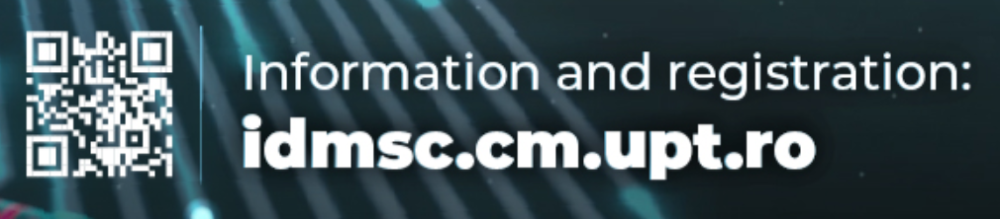 Information and registration:
idmsc.cm.upt.ro